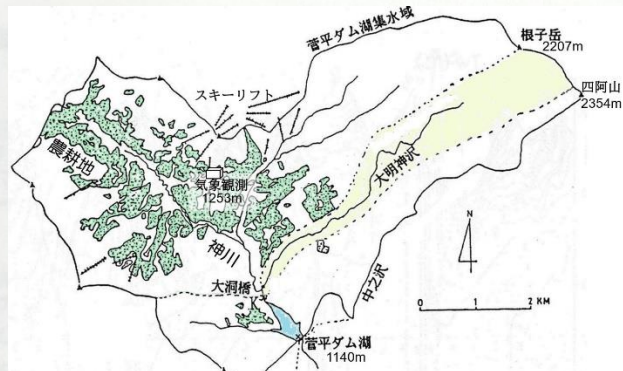 菅平ダム湖集水域
根子岳
2207m
四阿山
2354m
スキーリフト
農耕地
気象観測
1253m
大明神沢
神川
中之沢
大洞橋
N
0 1 2 KM
菅平ダム湖
1140m